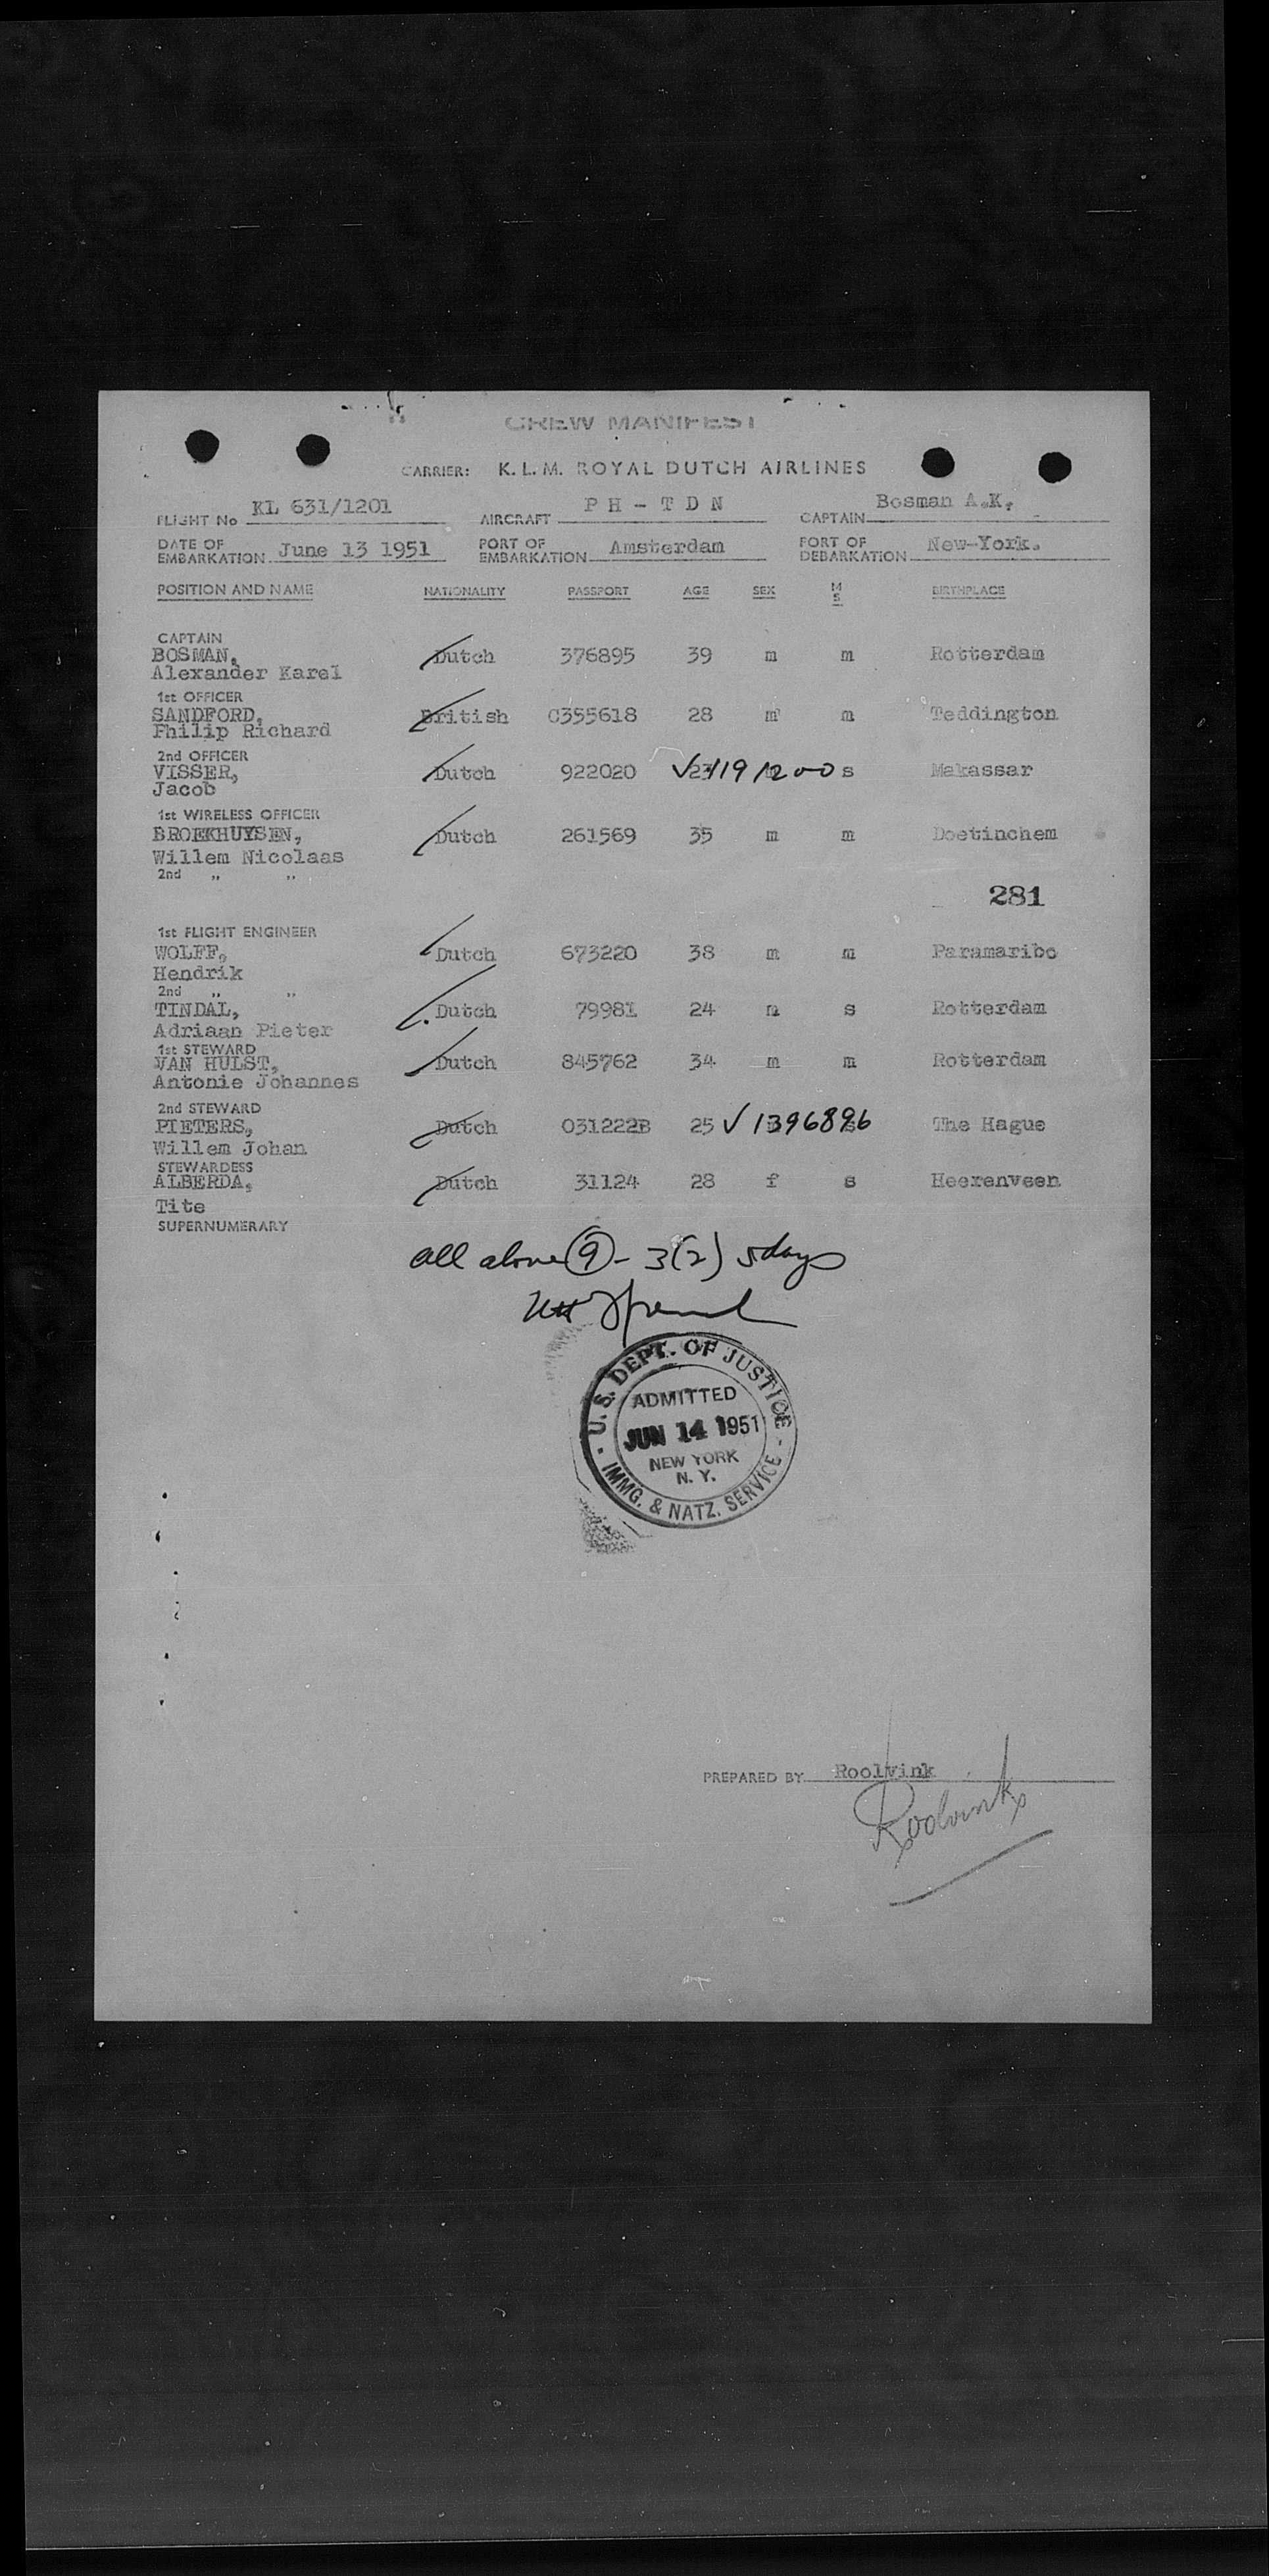 CREW MANIFEST
CARRIER: K. L. M. ROYAL DUTCH AIRLINES
FLIGHT No KL 631/1201 AIRCRAFT P H - T D N CAPTAIN Bosman A.K,
DATE OF EMBARKATION June 13 1951 PORT OF EMBARKATION Amsterdam PORT OF DEBARKATION New-York.
POSITION AND NAME NATIONALITY PASSPORT AGE SEX M S BIRTHPLACE
CAPTAIN
BOSMAN, Dutch 376895 39 m m Rotterdam
Alexander Karel
1st OFFICER
SANDFORD, British C355618 28 m m Teddington
Philip Richard
2nd OFFICER
VISSER, Dutch 922020 s Makassar
Jacob
1st WIRELESS OFFICER
BROEKHUYSEN, Dutch 261569 35 m m Doetinchem
Willem Nicolaas
2nd „ „
281
1st FLIGHT ENGINEER
WOLFF, Dutch 673220 38 m m Paramaribo
Hendrik
2nd „ „
TINDAL, Dutch 79981 24 m s Rotterdam
Adriaan Pieter
1st STEWARD
VAN HULST, Dutch 845762 34 m m Rotterdam
Antonie Johannes
2nd STEWARD
PIETERS, Dutch 031222B 25 ✓ 1396896 The Hague
Willem Johan
STEWARDESS
ALBERDA, Dutch 31124 28 f s Heerenveen
Tite
SUPERNUMERARY
all above 9 - 3(2) 5 days
U.S. DEPT. OF JUSTICE
ADMITTED
JUN 14 1951
NEW YORK
N. Y.
IMMG. & NATZ. SERVICE
PREPARED BY Roolvink
Roolvink